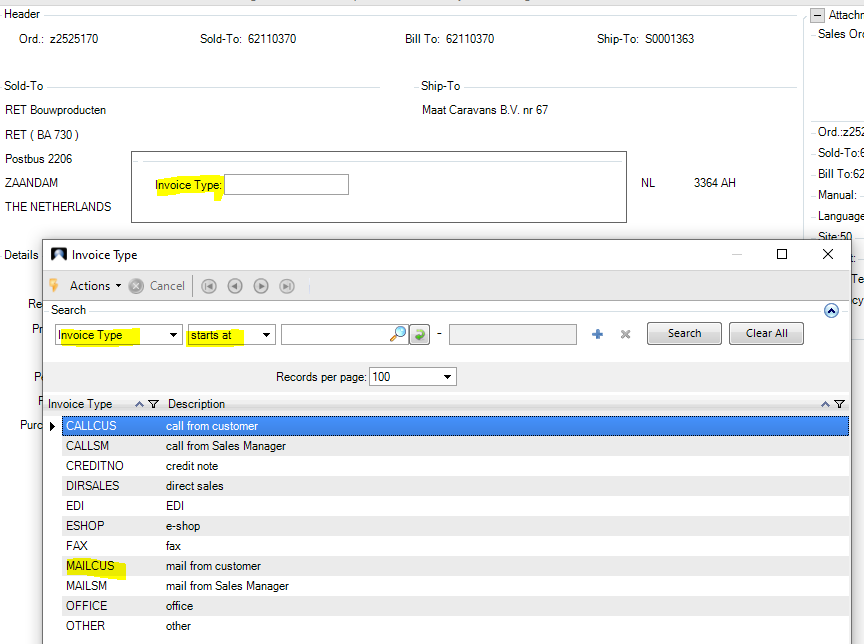 Header
Attachm
Ord.: z2525170 Sold-To: 62110370 Bill To: 62110370 Ship-To: S0001363
Sales Ord
Sold-To Ship-To
RET Bouwproducten Maat Caravans B.V. nr 67
RET ( BA 730 )
Ord.:z252
Postbus 2206
Sold-To:6
Bill To:62
ZAANDAM Invoice Type: NL 3364 AH
Manual:
THE NETHERLANDS
Language
Site:50
Details
Invoice Type
Actions Cancel
Search
Invoice Type starts at - Search Clear All
Records per page: 100
Invoice Type Description
Purc
CALLCUS call from customer
CALLSM call from Sales Manager
CREDITNO credit note
DIRSALES direct sales
EDI EDI
ESHOP e-shop
FAX fax
MAILCUS mail from customer
MAILSM mail from Sales Manager
OFFICE office
OTHER other